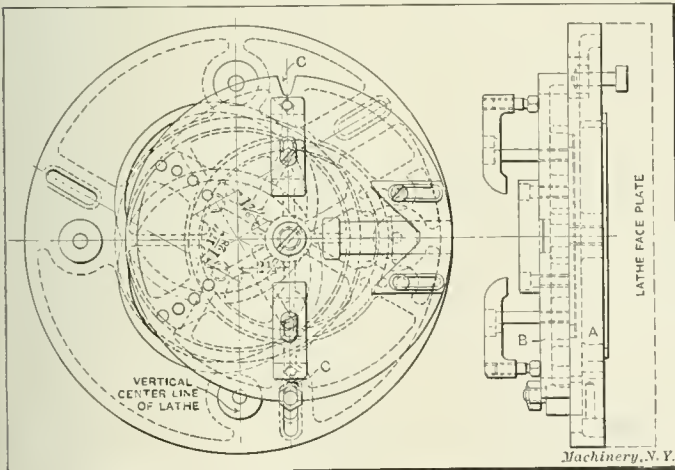 C
VERTICAL
CENTER LINE
OF LATHE
C
B
A
LATHE FACE PLATE
Machinery, N.Y.